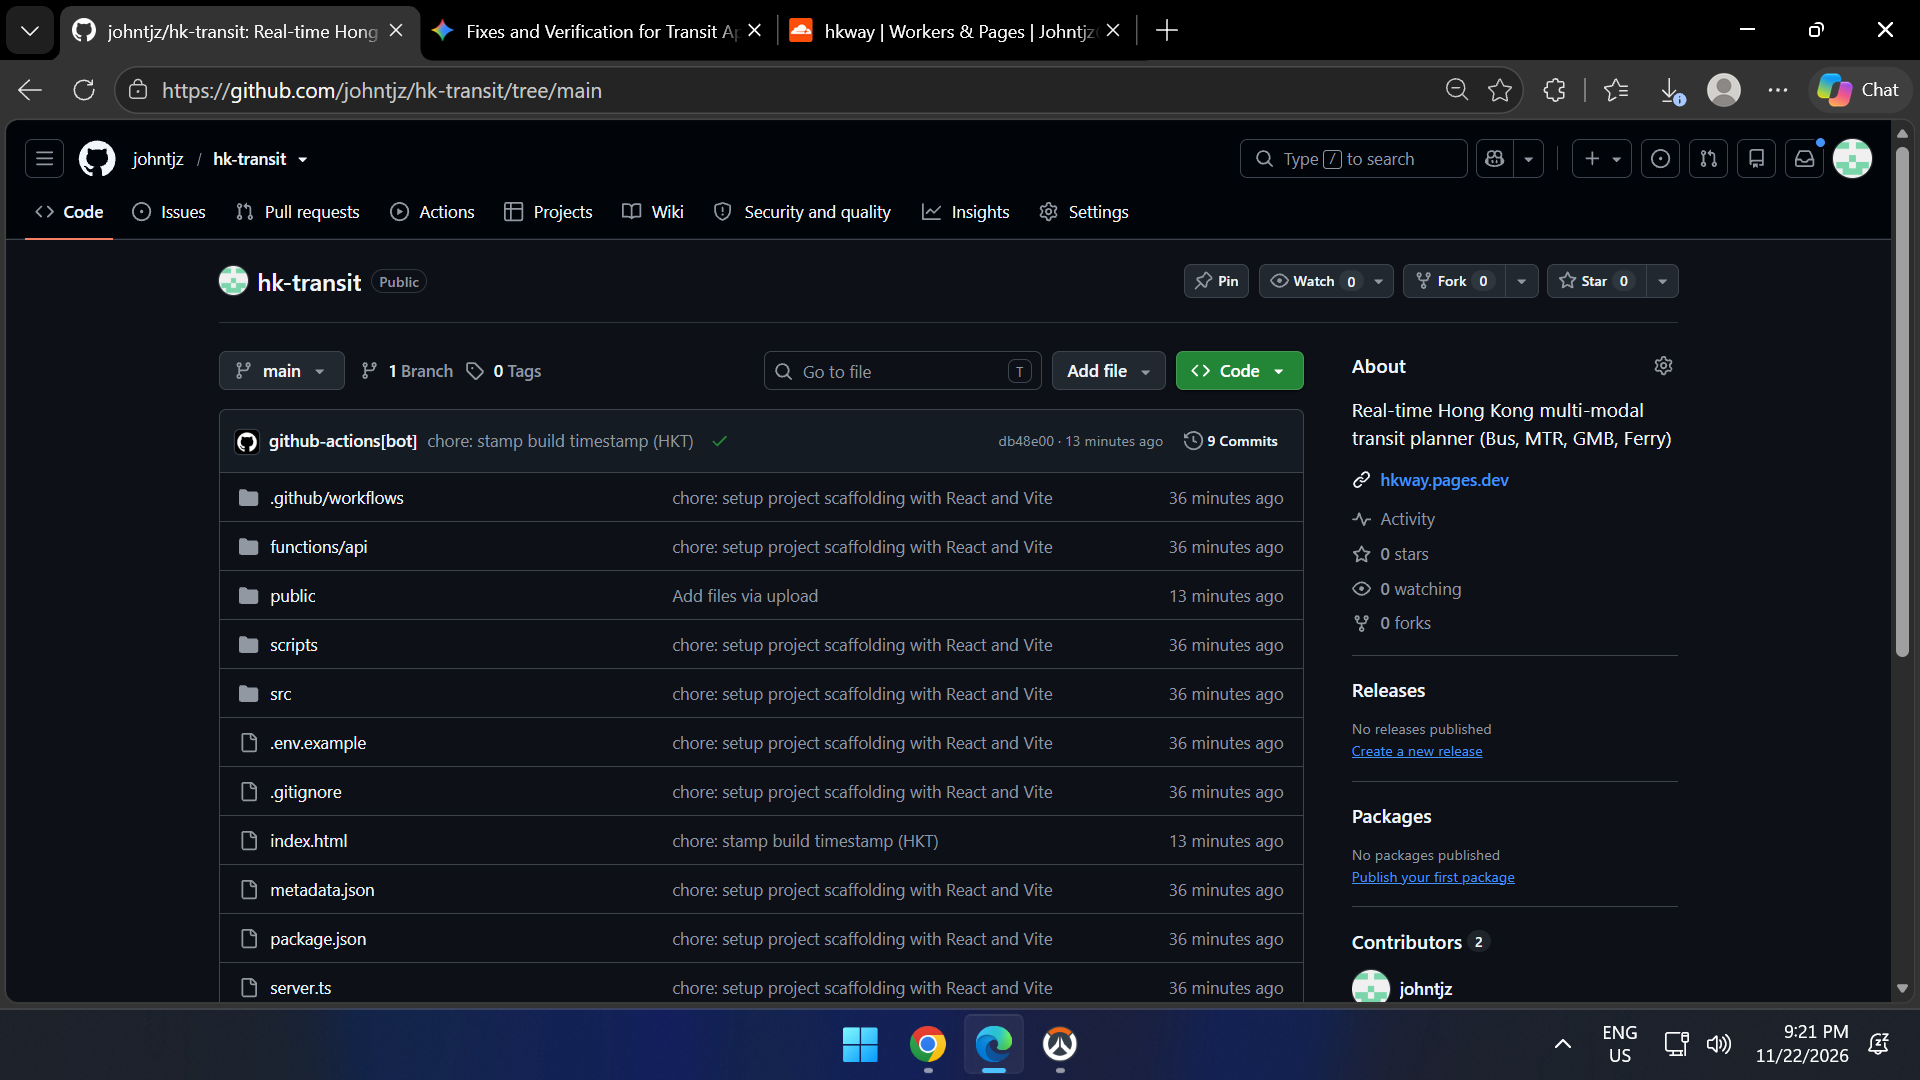 johntjz/hk-transit: Real-time Hong
Fixes and Verification for Transit Ap
hkway | Workers & Pages | Johntjz
https://github.com/johntjz/hk-transit/tree/main
Chat
johntjz / hk-transit
Type / to search
Code Issues Pull requests Actions Projects Wiki Security and quality Insights Settings
hk-transit Public
Pin Watch 0 Fork 0 Star 0
main 1 Branch 0 Tags Go to file T Add file Code
github-actions[bot] chore: stamp build timestamp (HKT) db48e00 · 13 minutes ago 9 Commits
.github/workflows chore: setup project scaffolding with React and Vite 36 minutes ago
functions/api chore: setup project scaffolding with React and Vite 36 minutes ago
public Add files via upload 13 minutes ago
scripts chore: setup project scaffolding with React and Vite 36 minutes ago
src chore: setup project scaffolding with React and Vite 36 minutes ago
.env.example chore: setup project scaffolding with React and Vite 36 minutes ago
.gitignore chore: setup project scaffolding with React and Vite 36 minutes ago
index.html chore: stamp build timestamp (HKT) 13 minutes ago
metadata.json chore: setup project scaffolding with React and Vite 36 minutes ago
package.json chore: setup project scaffolding with React and Vite 36 minutes ago
server.ts chore: setup project scaffolding with React and Vite 36 minutes ago
About
Real-time Hong Kong multi-modal
transit planner (Bus, MTR, GMB, Ferry)
hkway.pages.dev
Activity
0 stars
0 watching
0 forks
Releases
No releases published
Create a new release
Packages
No packages published
Publish your first package
Contributors 2
johntjz
ENG
US
9:21 PM
11/22/2026